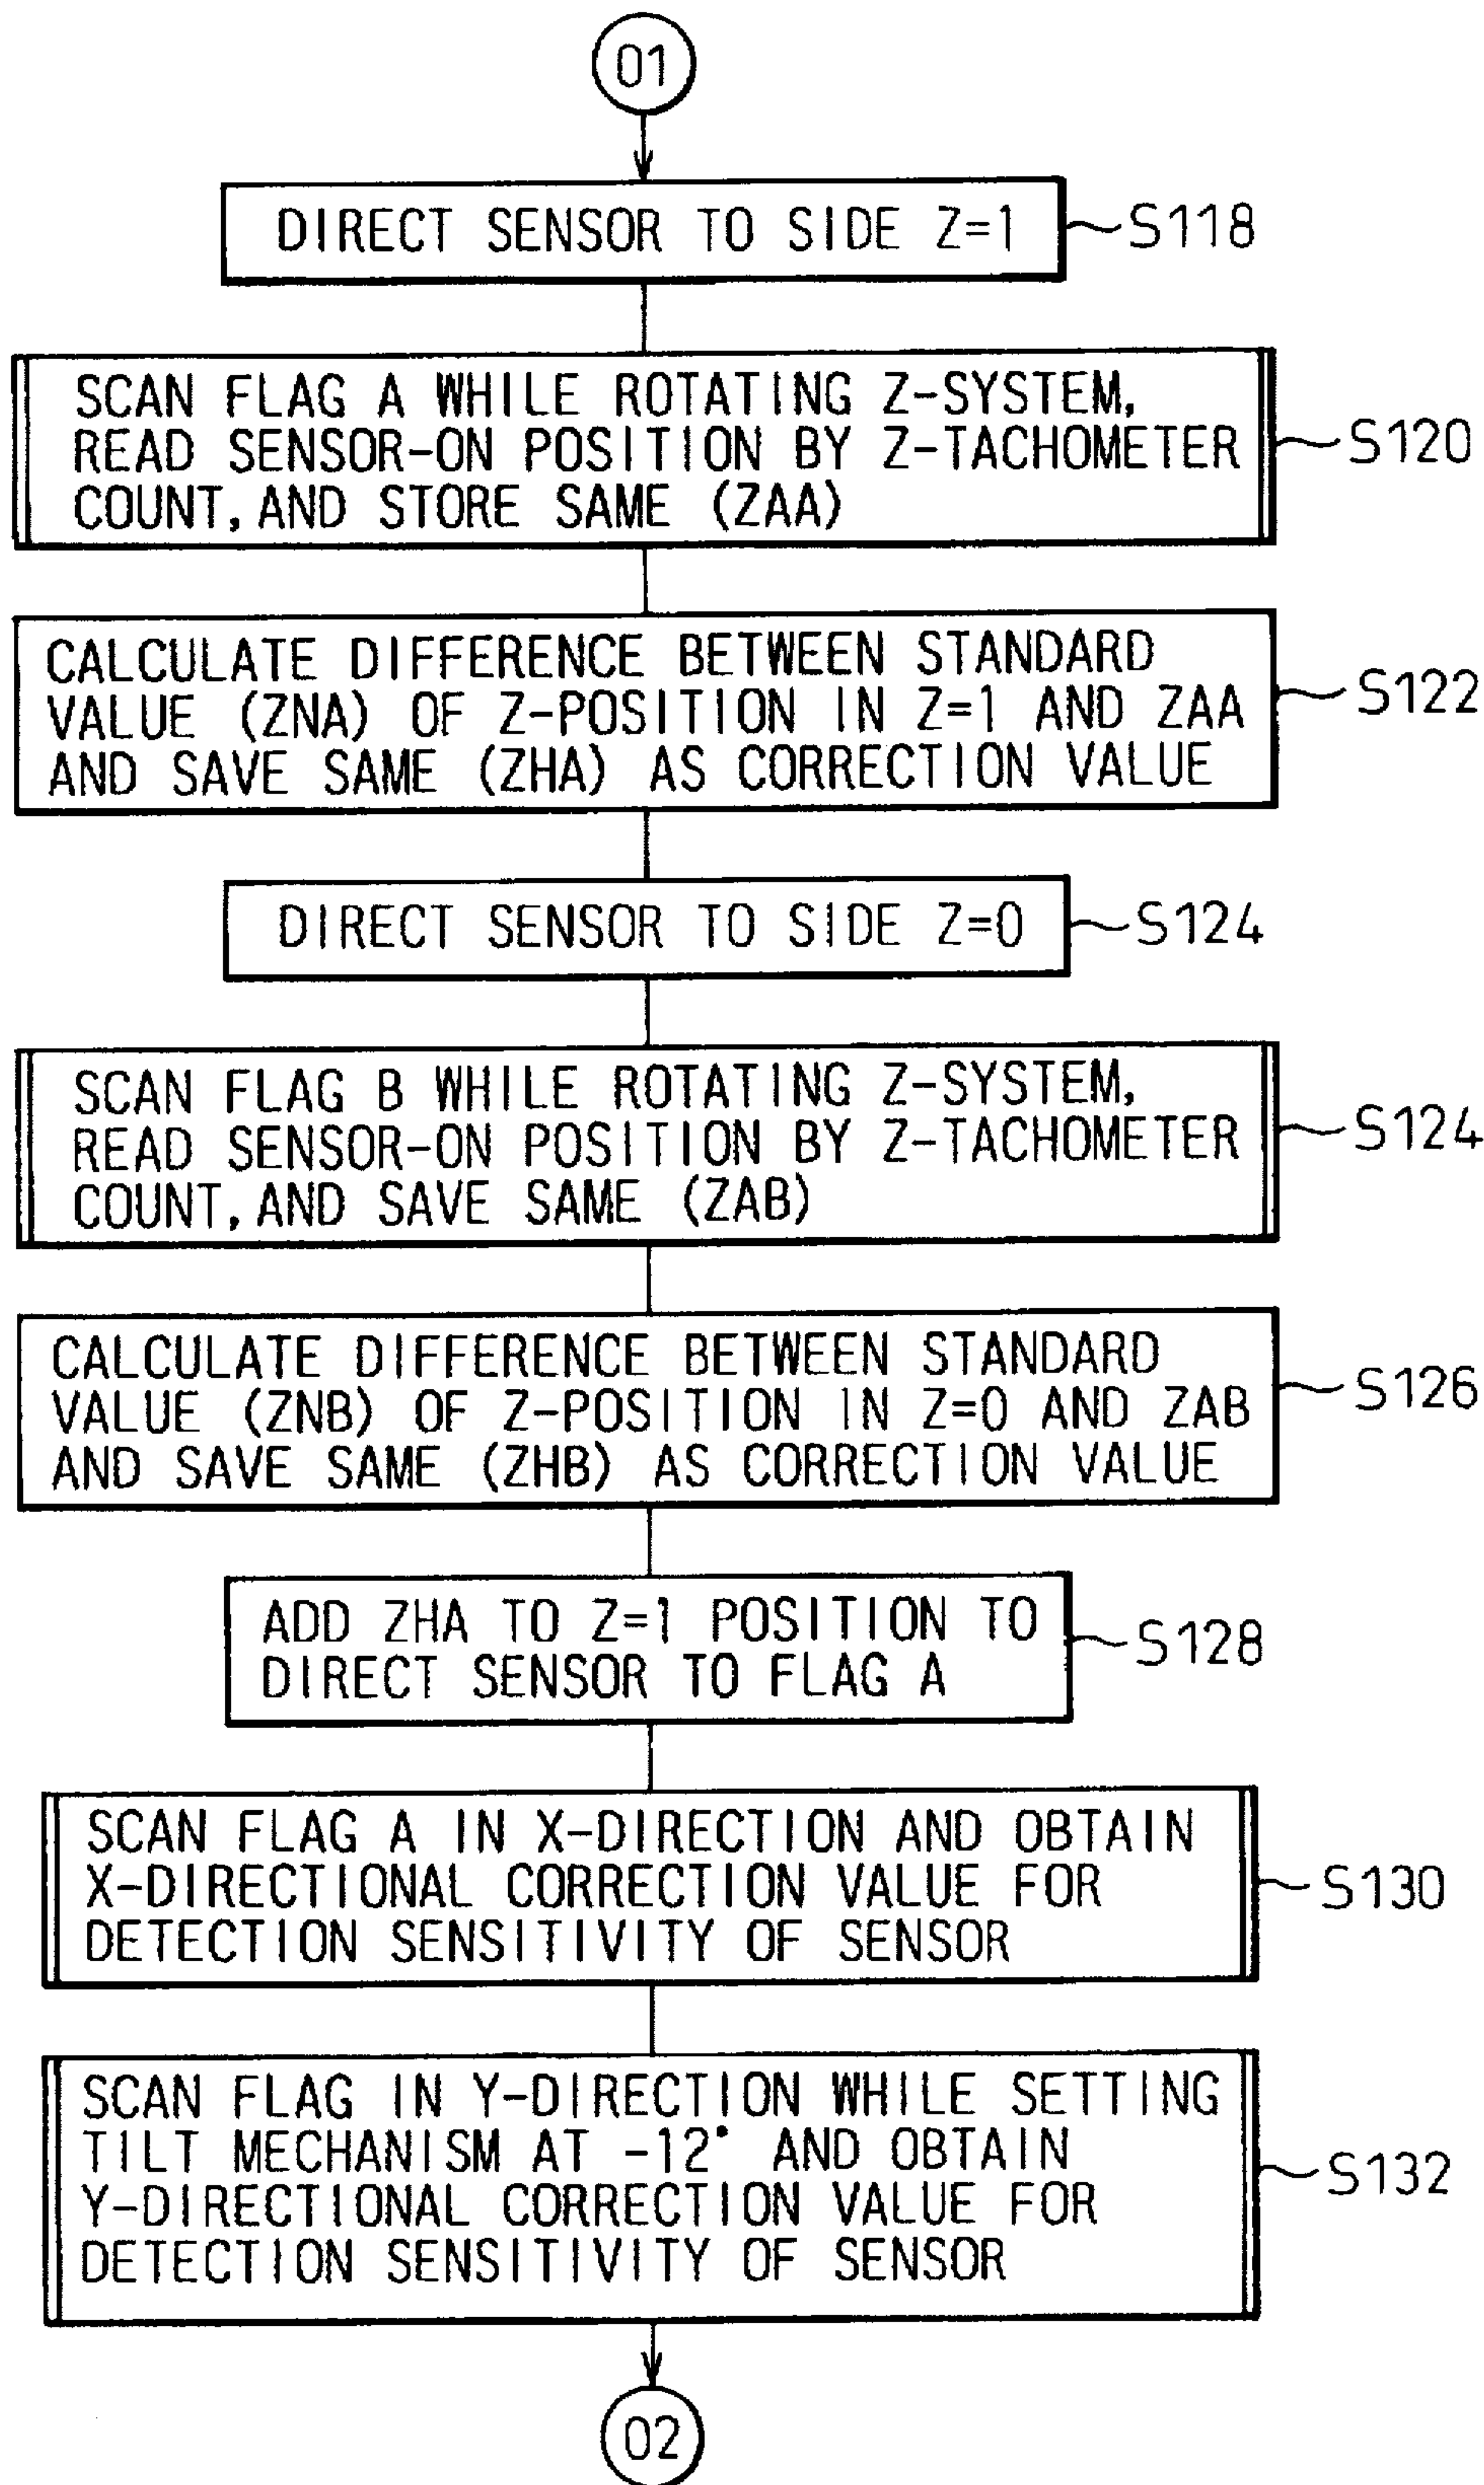 01
DIRECT SENSOR TO SIDE Z=1
S118
SCAN FLAG A WHILE ROTATING Z-SYSTEM,
READ SENSOR-ON POSITION BY Z-TACHOMETER
COUNT, AND STORE SAME (ZAA)
S120
CALCULATE DIFFERENCE BETWEEN STANDARD
VALUE (ZNA) OF Z-POSITION IN Z=1 AND ZAA
AND SAVE SAME (ZHA) AS CORRECTION VALUE
S122
DIRECT SENSOR TO SIDE Z=0
S124
SCAN FLAG B WHILE ROTATING Z-SYSTEM,
READ SENSOR-ON POSITION BY Z-TACHOMETER
COUNT, AND SAVE SAME (ZAB)
S124
CALCULATE DIFFERENCE BETWEEN STANDARD
VALUE (ZNB) OF Z-POSITION IN Z=0 AND ZAB
AND SAVE SAME (ZHB) AS CORRECTION VALUE
S126
ADD ZHA TO Z=1 POSITION TO
DIRECT SENSOR TO FLAG A
S128
SCAN FLAG A IN X-DIRECTION AND OBTAIN
X-DIRECTIONAL CORRECTION VALUE FOR
DETECTION SENSITIVITY OF SENSOR
S130
SCAN FLAG IN Y-DIRECTION WHILE SETTING
TILT MECHANISM AT -12° AND OBTAIN
Y-DIRECTIONAL CORRECTION VALUE FOR
DETECTION SENSITIVITY OF SENSOR
S132
02